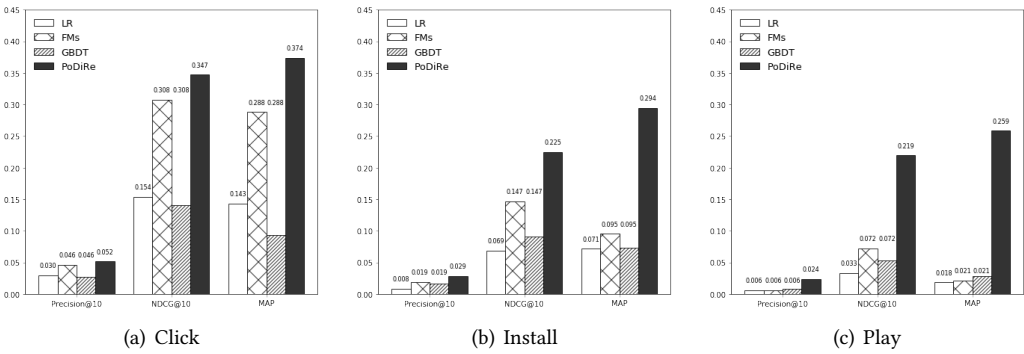 0.45
0.40
0.35
0.30
0.25
0.20
0.15
0.10
0.05
0.00
LR
FMs
GBDT
PoDiRe
0.030 0.046 0.046 0.052
0.154 0.308 0.308 0.347
0.143 0.288 0.288 0.374
Precision@10 NDCG@10 MAP
(a) Click
0.45
0.40
0.35
0.30
0.25
0.20
0.15
0.10
0.05
0.00
LR
FMs
GBDT
PoDiRe
0.008 0.019 0.019 0.029
0.069 0.147 0.147 0.225
0.071 0.095 0.095 0.294
Precision@10 NDCG@10 MAP
(b) Install
0.45
0.40
0.35
0.30
0.25
0.20
0.15
0.10
0.05
0.00
LR
FMs
GBDT
PoDiRe
0.006 0.006 0.006 0.024
0.033 0.072 0.072 0.219
0.018 0.021 0.021 0.259
Precision@10 NDCG@10 MAP
(c) Play